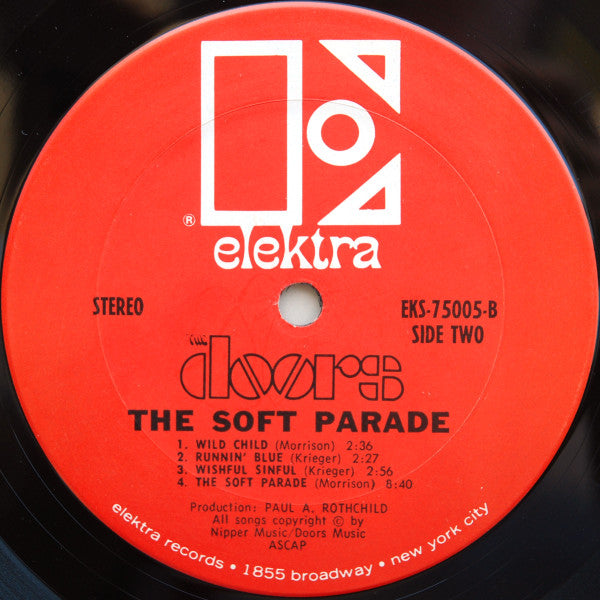 ®
elektra
STEREO
EKS-75005-B
SIDE TWO
THE
doors
THE SOFT PARADE
1. WILD CHILD (Morrison) 2:36
2. RUNNIN' BLUE (Krieger) 2:27
3. WISHFUL SINFUL (Krieger) 2:56
4. THE SOFT PARADE (Morrison) 8:40
Production: PAUL A. ROTHCHILD
All songs copyright © by
Nipper Music/Doors Music
ASCAP
elektra records • 1855 broadway • new york city